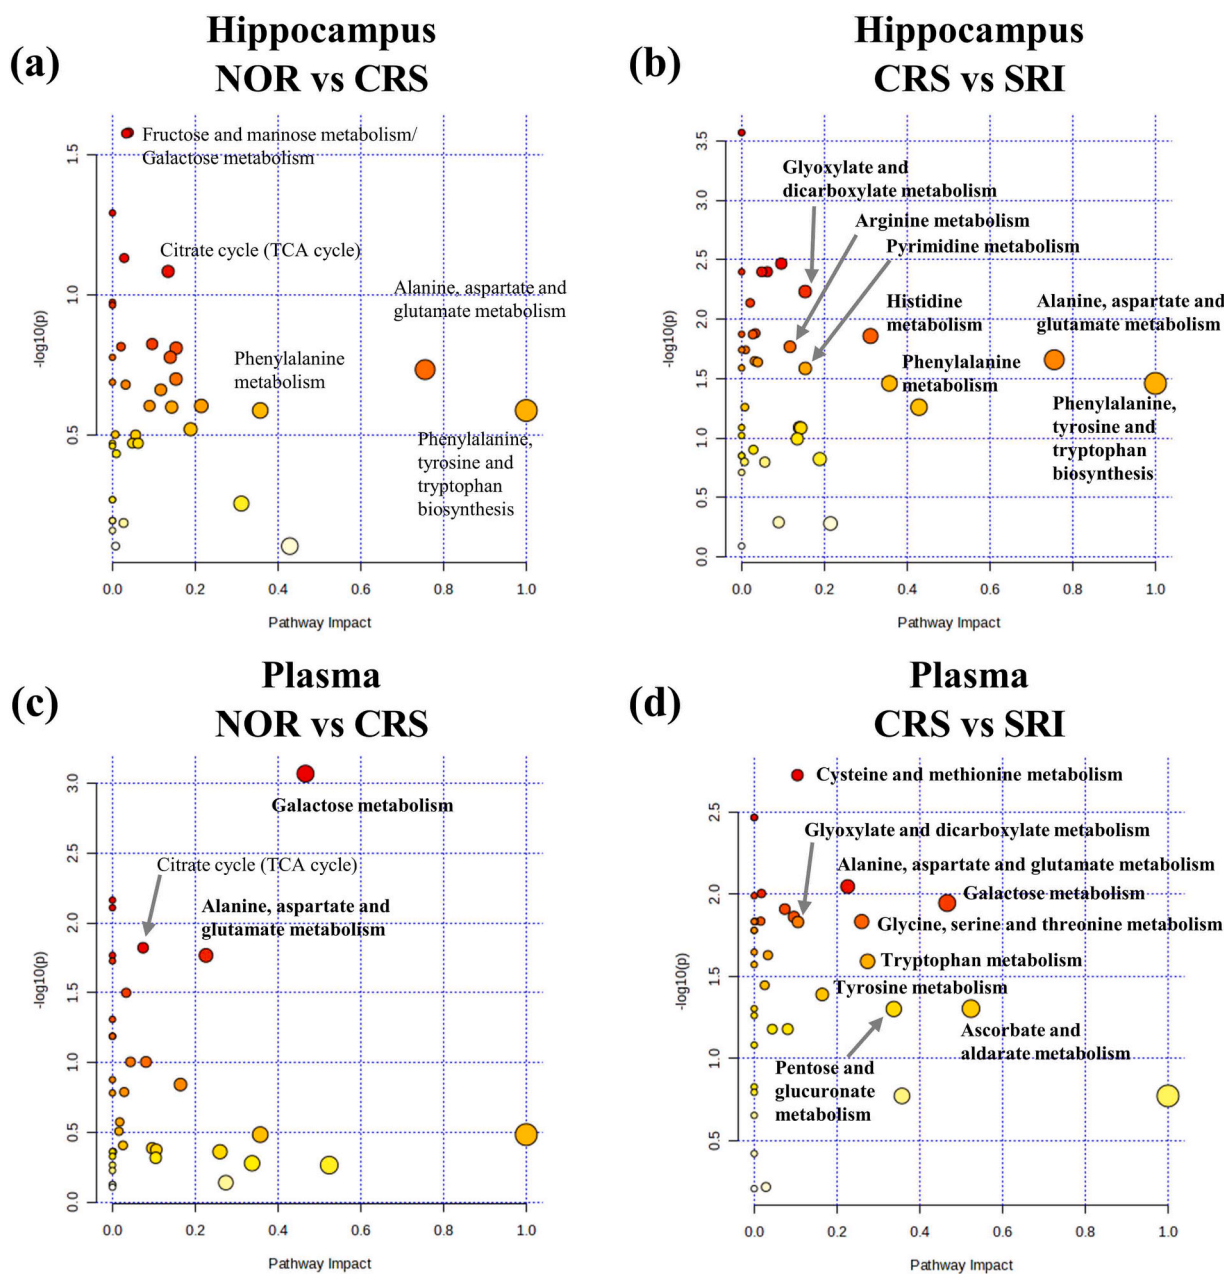 (a)
Hippocampus
NOR vs CRS
Fructose and mannose metabolism/
Galactose metabolism
Citrate cycle (TCA cycle)
Alanine, aspartate and
glutamate metabolism
Phenylalanine
metabolism
Phenylalanine,
tyrosine and
tryptophan
biosynthesis
-log10(p)
1.5
1.0
0.5
0.0 0.2 0.4 0.6 0.8 1.0
Pathway Impact
(b)
Hippocampus
CRS vs SRI
Glyoxylate and
dicarboxylate metabolism
Arginine metabolism
Pyrimidine metabolism
Histidine
metabolism
Alanine, aspartate and
glutamate metabolism
Phenylalanine
metabolism
Phenylalanine,
tyrosine and
tryptophan
biosynthesis
-log10(p)
3.5
3.0
2.5
2.0
1.5
1.0
0.5
0.0
0.0 0.2 0.4 0.6 0.8 1.0
Pathway Impact
(c)
Plasma
NOR vs CRS
Galactose metabolism
Citrate cycle (TCA cycle)
Alanine, aspartate and
glutamate metabolism
-log10(p)
3.0
2.5
2.0
1.5
1.0
0.5
0.0
0.0 0.2 0.4 0.6 0.8 1.0
Pathway Impact
(d)
Plasma
CRS vs SRI
Cysteine and methionine metabolism
Glyoxylate and dicarboxylate metabolism
Alanine, aspartate and glutamate metabolism
Galactose metabolism
Glycine, serine and threonine metabolism
Tryptophan metabolism
Tyrosine metabolism
Ascorbate and
aldarate metabolism
Pentose and
glucuronate
metabolism
-log10(p)
2.5
2.0
1.5
1.0
0.5
0.0 0.2 0.4 0.6 0.8 1.0
Pathway Impact